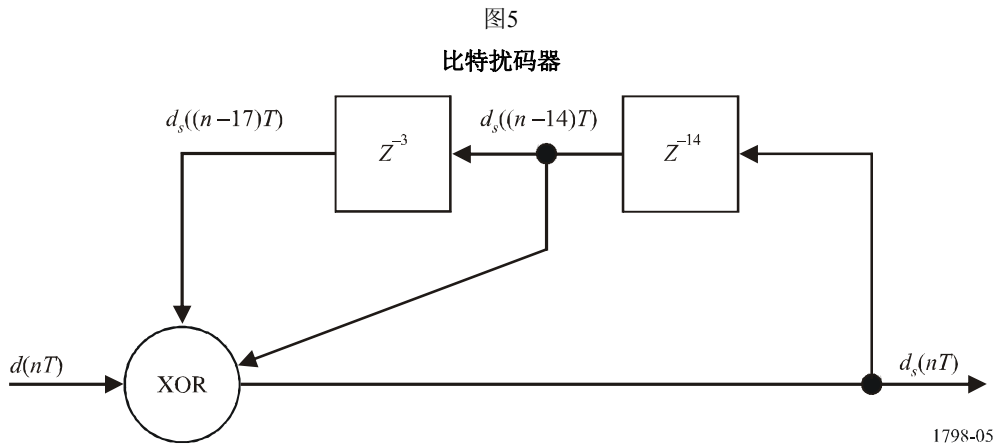 图5
比特扰码器
d_s((n –17)T)
d_s((n –14)T)
Z^–3
Z^–14
d(nT)
XOR
d_s(nT)
1798-05